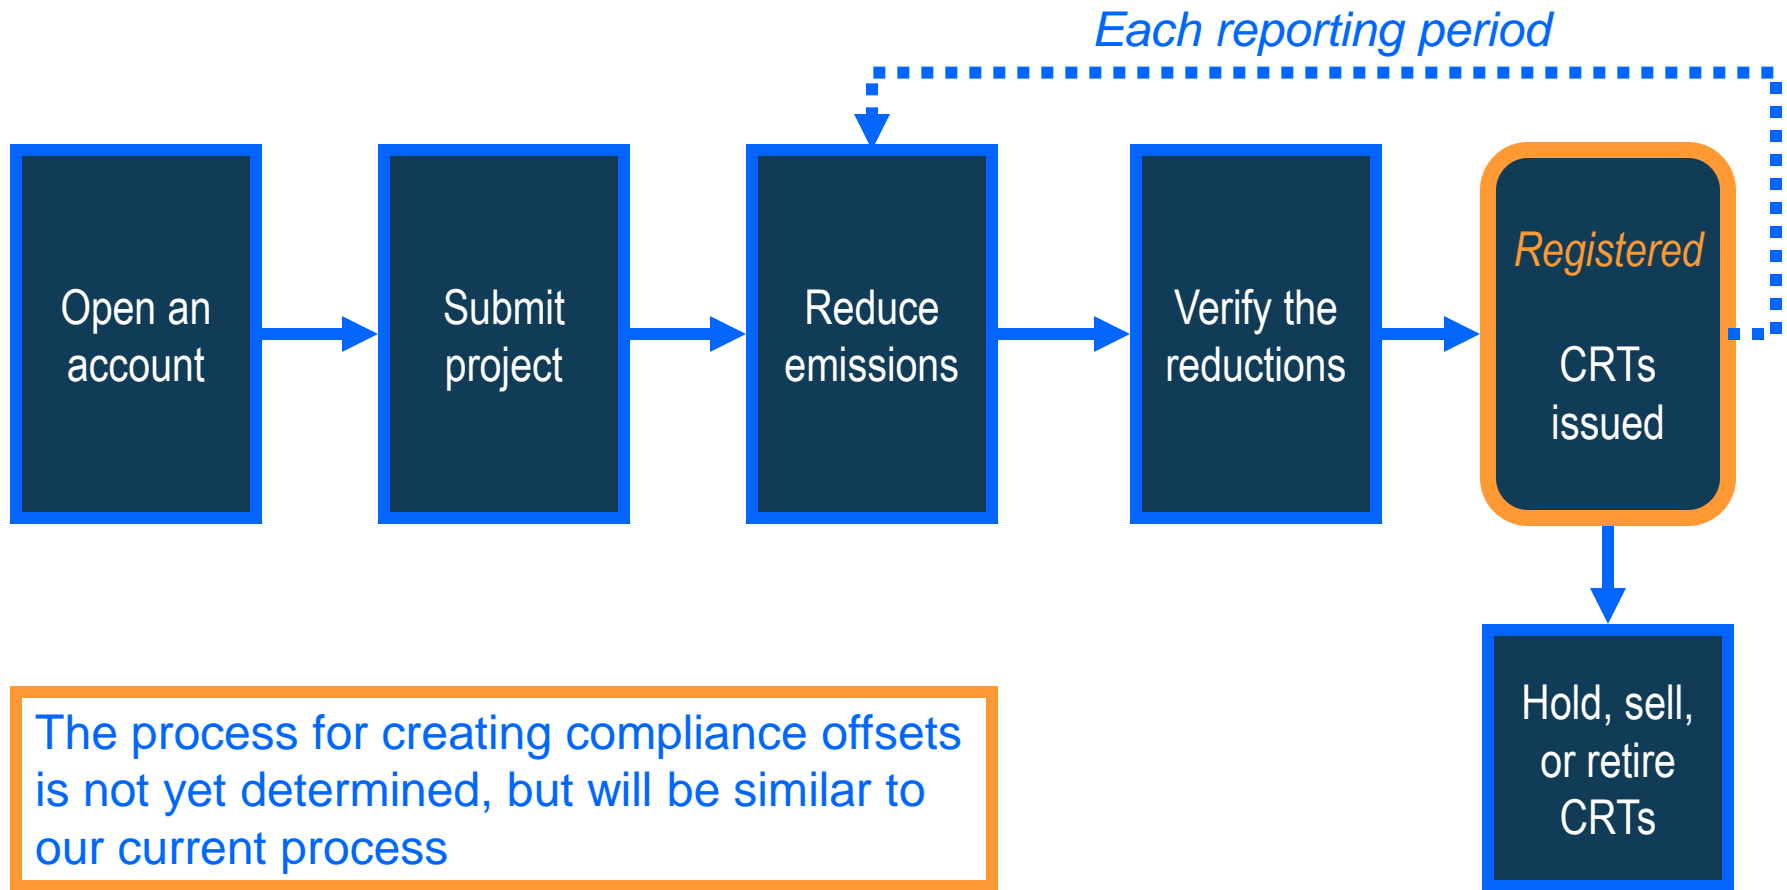 Each reporting period
Open an
account
Submit
project
Reduce
emissions
Verify the
reductions
Registered
CRTs
issued
Hold, sell,
or retire
CRTs
The process for creating compliance offsets
is not yet determined, but will be similar to
our current process